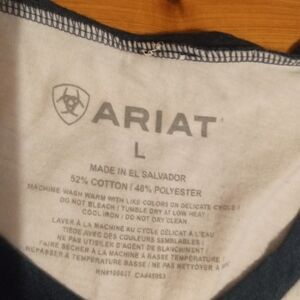 ARIAT
L
MADE IN EL SALVADOR
52% COTTON / 48% POLYESTER
MACHINE WASH WARM WITH LIKE COLORS ON DELICATE CYCLE /
DO NOT BLEACH / TUMBLE DRY AT LOW HEAT /
COOL IRON / DO NOT DRY CLEAN
LAVER À LA MACHINE AU CYCLE DÉLICAT À L'EAU
TIÈDE AVEC DES COULEURS SEMBLABLES /
NE PAS UTILISER D'AGENT DE BLANCHIMENT /
FAIRE SÉCHER À LA MACHINE À BASSE TEMPÉRATURE /
REPASSER À TEMPÉRATURE BASSE / NE PAS NETTOYER À SEC